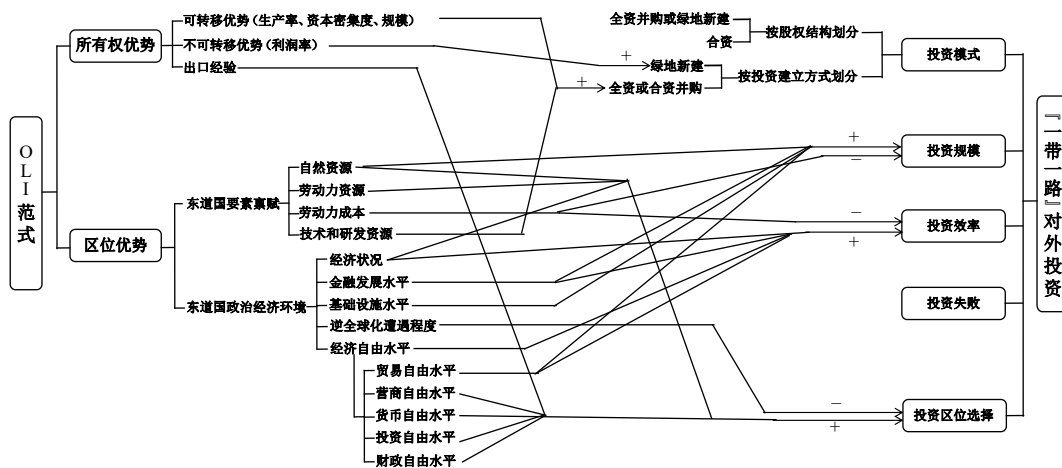 OLI范式
所有权优势
可转移优势(生产率、资本密集度、规模)
不可转移优势(利润率)
出口经验
区位优势
东道国要素禀赋
自然资源
劳动力资源
劳动力成本
技术和研发资源
东道国政治经济环境
经济状况
金融发展水平
基础设施水平
逆全球化遭遇程度
经济自由水平
贸易自由水平
营商自由水平
货币自由水平
投资自由水平
财政自由水平
全资并购或绿地新建
合资
按股权结构划分
+
绿地新建
+
全资或合资并购
按投资建立方式划分
投资模式
+
−
投资规模
−
+
投资效率
投资失败
−
+
投资区位选择
『一带一路』对外投资